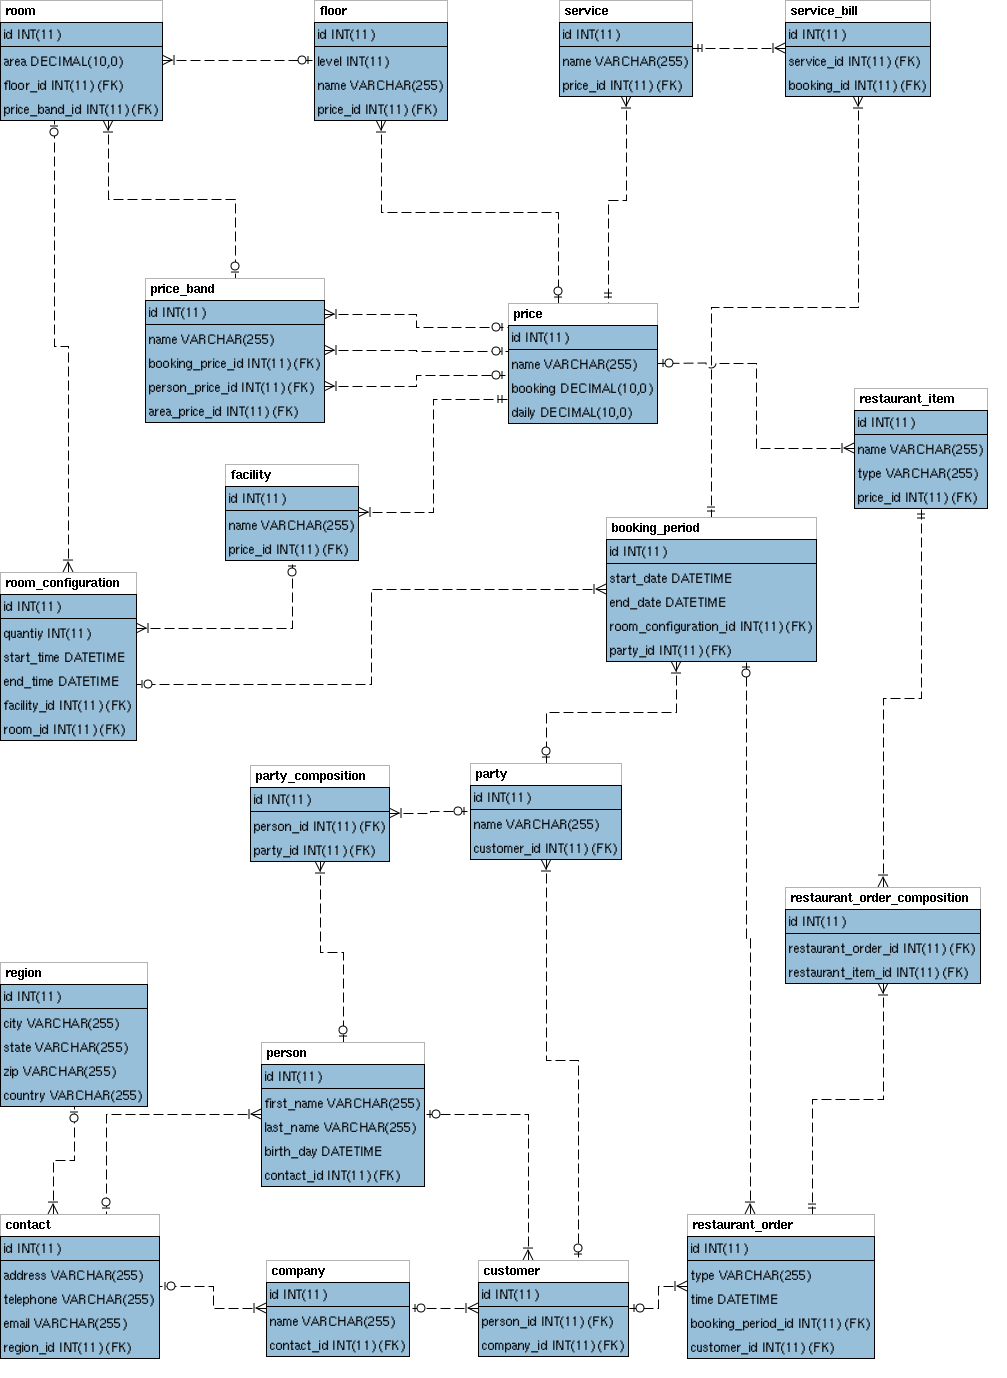 room
id INT(11)
area DECIMAL(10,0)
floor_id INT(11) (FK)
price_band_id INT(11) (FK)
floor
id INT(11)
level INT(11)
name VARCHAR(255)
price_id INT(11) (FK)
service
id INT(11)
name VARCHAR(255)
price_id INT(11) (FK)
service_bill
id INT(11)
service_id INT(11) (FK)
booking_id INT(11) (FK)
price_band
id INT(11)
name VARCHAR(255)
booking_price_id INT(11) (FK)
person_price_id INT(11) (FK)
area_price_id INT(11) (FK)
price
id INT(11)
name VARCHAR(255)
booking DECIMAL(10,0)
daily DECIMAL(10,0)
restaurant_item
id INT(11)
name VARCHAR(255)
type VARCHAR(255)
price_id INT(11) (FK)
facility
id INT(11)
name VARCHAR(255)
price_id INT(11) (FK)
booking_period
id INT(11)
start_date DATETIME
end_date DATETIME
room_configuration_id INT(11) (FK)
party_id INT(11) (FK)
room_configuration
id INT(11)
quantiy INT(11)
start_time DATETIME
end_time DATETIME
facility_id INT(11) (FK)
room_id INT(11) (FK)
party_composition
id INT(11)
person_id INT(11) (FK)
party_id INT(11) (FK)
party
id INT(11)
name VARCHAR(255)
customer_id INT(11) (FK)
restaurant_order_composition
id INT(11)
restaurant_order_id INT(11) (FK)
restaurant_item_id INT(11) (FK)
region
id INT(11)
city VARCHAR(255)
state VARCHAR(255)
zip VARCHAR(255)
country VARCHAR(255)
person
id INT(11)
first_name VARCHAR(255)
last_name VARCHAR(255)
birth_day DATETIME
contact_id INT(11) (FK)
contact
id INT(11)
address VARCHAR(255)
telephone VARCHAR(255)
email VARCHAR(255)
region_id INT(11) (FK)
company
id INT(11)
name VARCHAR(255)
contact_id INT(11) (FK)
customer
id INT(11)
person_id INT(11) (FK)
company_id INT(11) (FK)
restaurant_order
id INT(11)
type VARCHAR(255)
time DATETIME
booking_period_id INT(11) (FK)
customer_id INT(11) (FK)